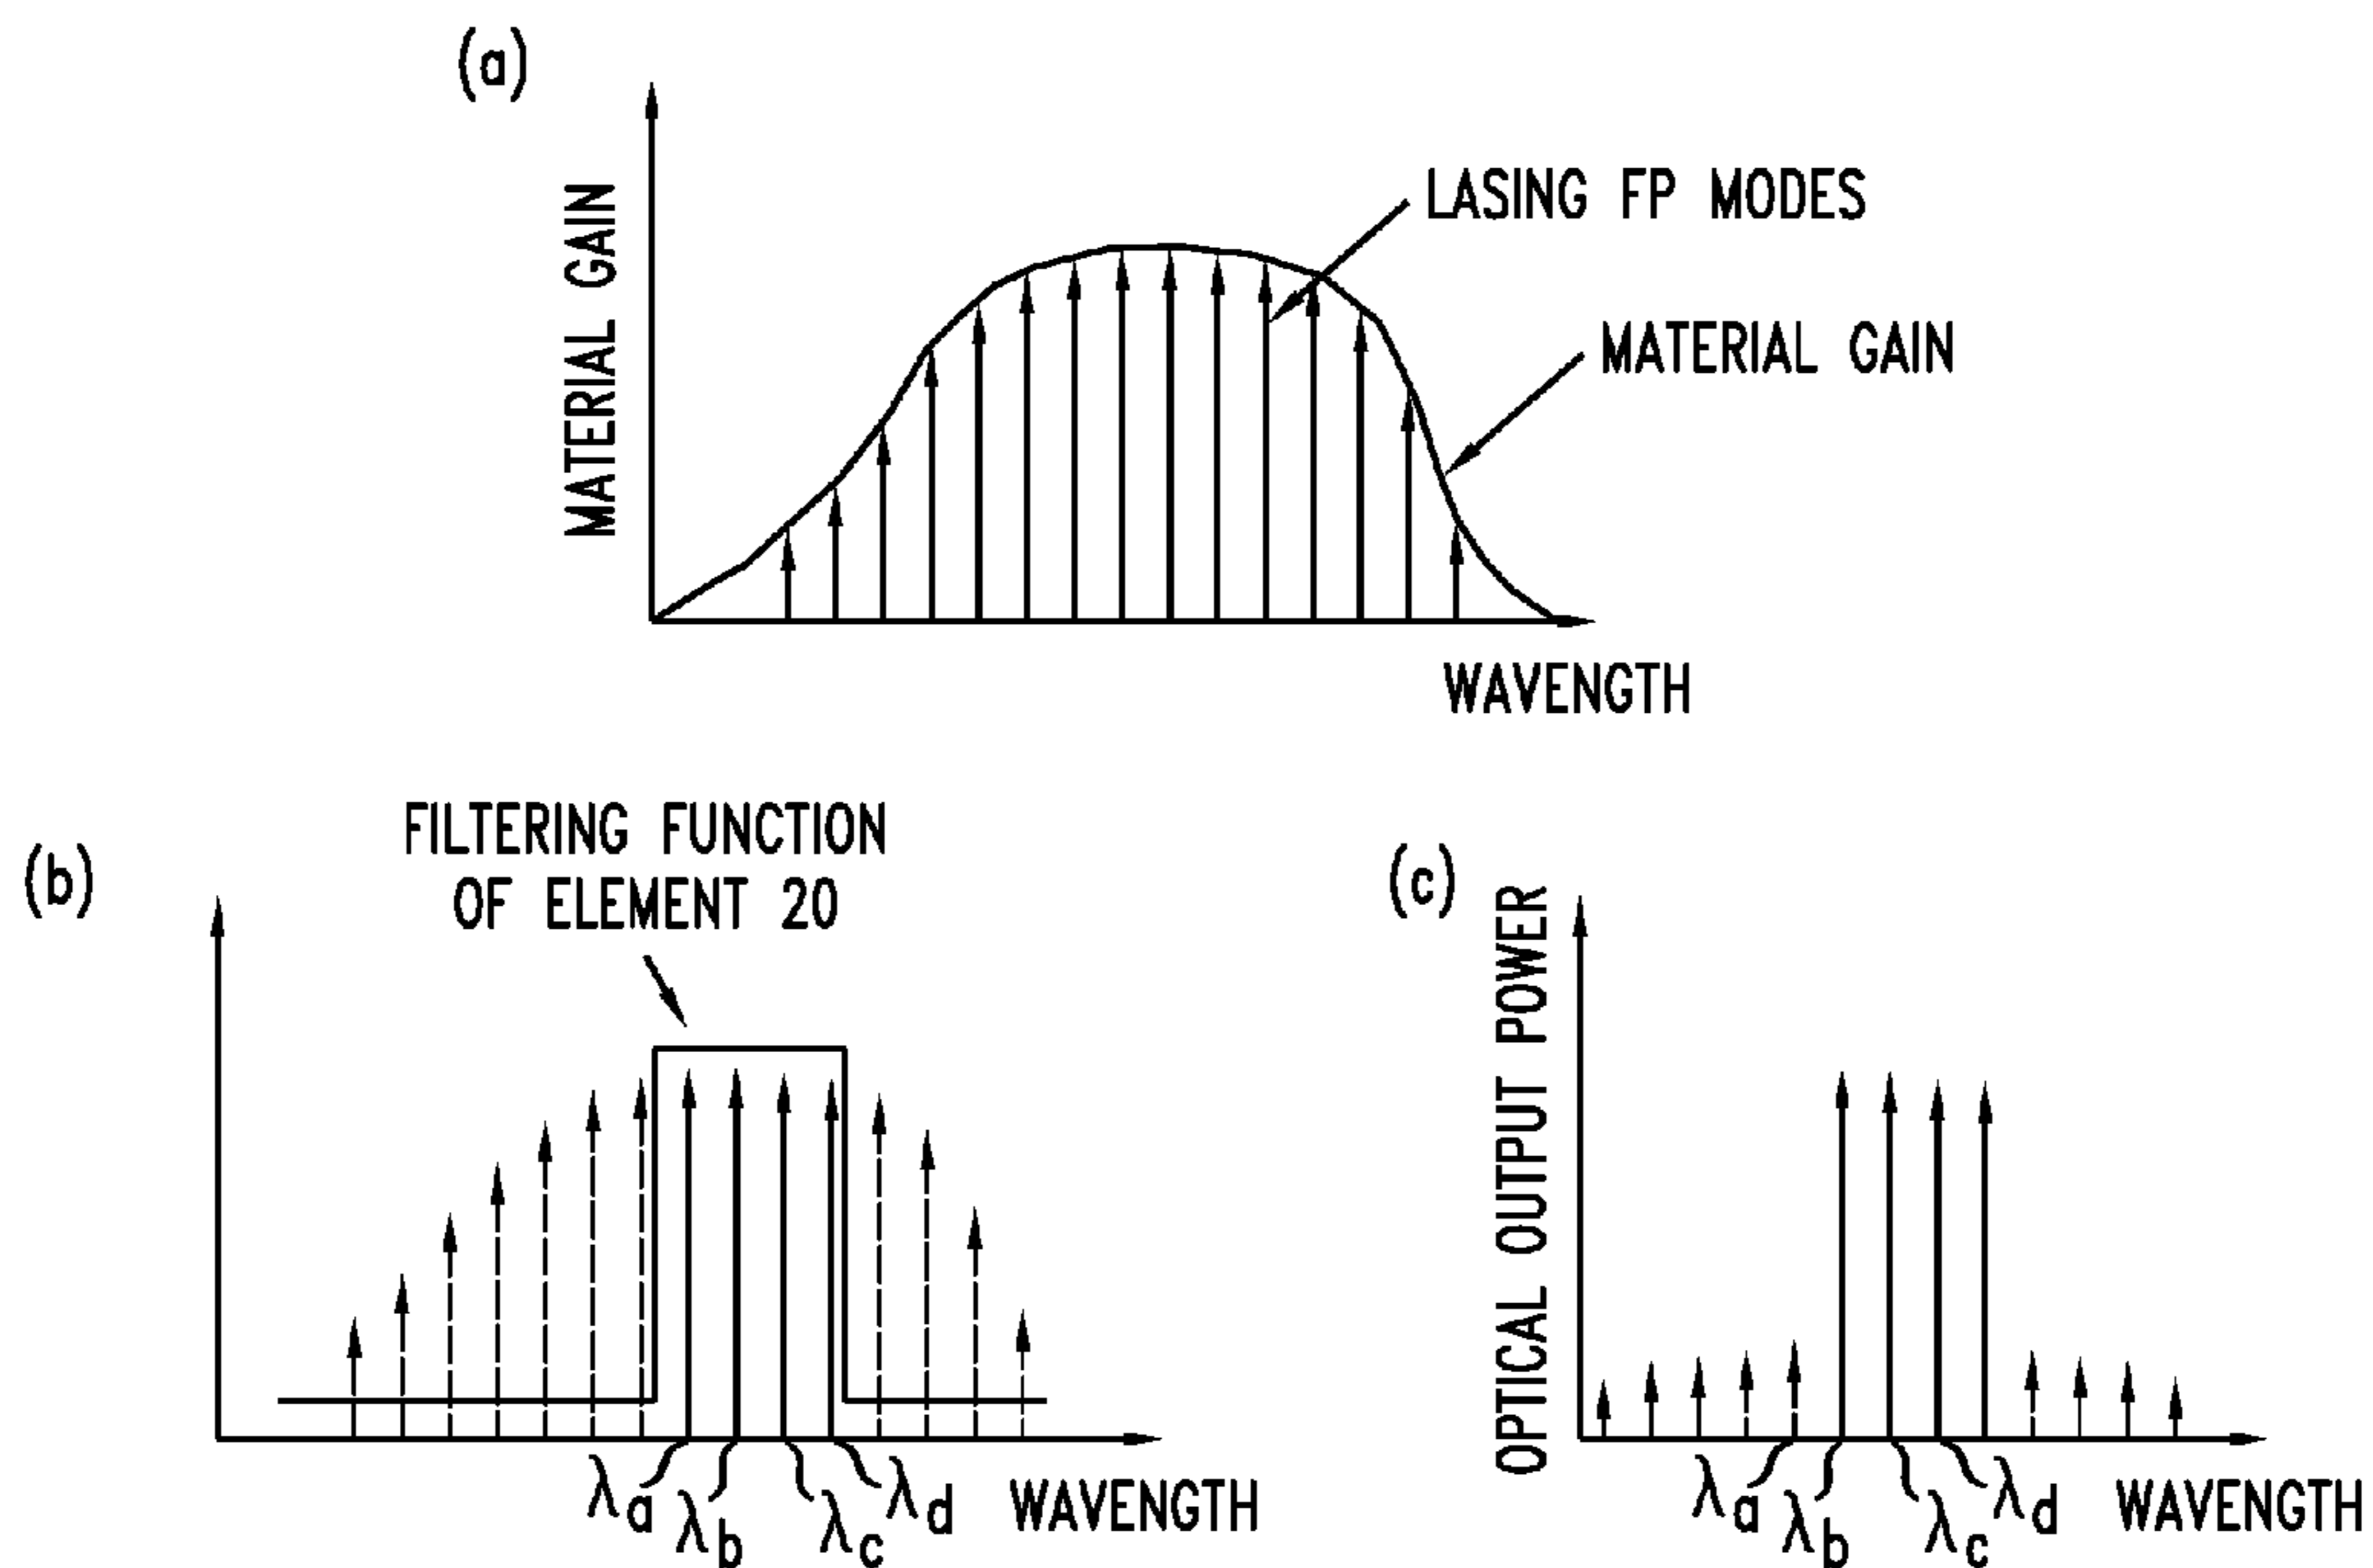 (a)
MATERIAL GAIN
LASING FP MODES
MATERIAL GAIN
WAVENGTH
(b)
FILTERING FUNCTION
OF ELEMENT 20
λa
λb
λc
λd
WAVENGTH
(c)
OPTICAL OUTPUT POWER
λa
λb
λc
λd
WAVENGTH